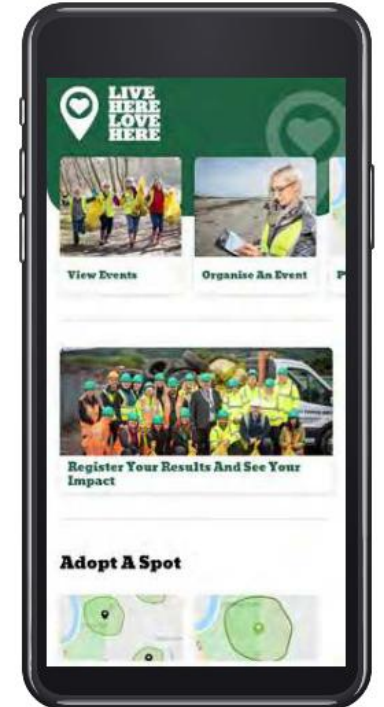 LIVE
HERE
LOVE
HERE
View Events
Organise An Event
P
Register Your Results And See Your
Impact
Adopt A Spot